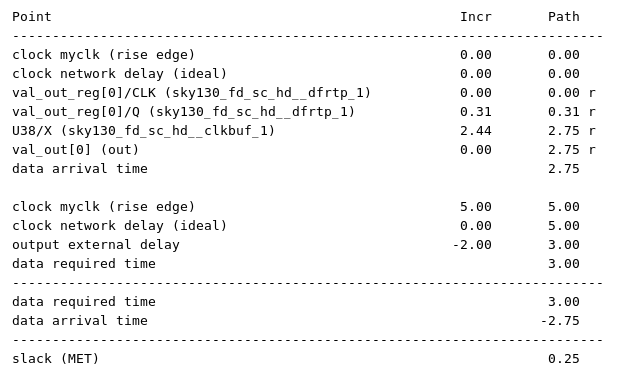 Point                                                   Incr       Path
--------------------------------------------------------------------------
clock myclk (rise edge)                                 0.00       0.00
clock network delay (ideal)                             0.00       0.00
val_out_reg[0]/CLK (sky130_fd_sc_hd__dfrtp_1)           0.00       0.00 r
val_out_reg[0]/Q (sky130_fd_sc_hd__dfrtp_1)             0.31       0.31 r
U38/X (sky130_fd_sc_hd__clkbuf_1)                       2.44       2.75 r
val_out[0] (out)                                        0.00       2.75 r
data arrival time                                                  2.75

clock myclk (rise edge)                                 5.00       5.00
clock network delay (ideal)                             0.00       5.00
output external delay                                  -2.00       3.00
data required time                                                 3.00
--------------------------------------------------------------------------
data required time                                                 3.00
data arrival time                                                 -2.75
--------------------------------------------------------------------------
slack (MET)                                                        0.25